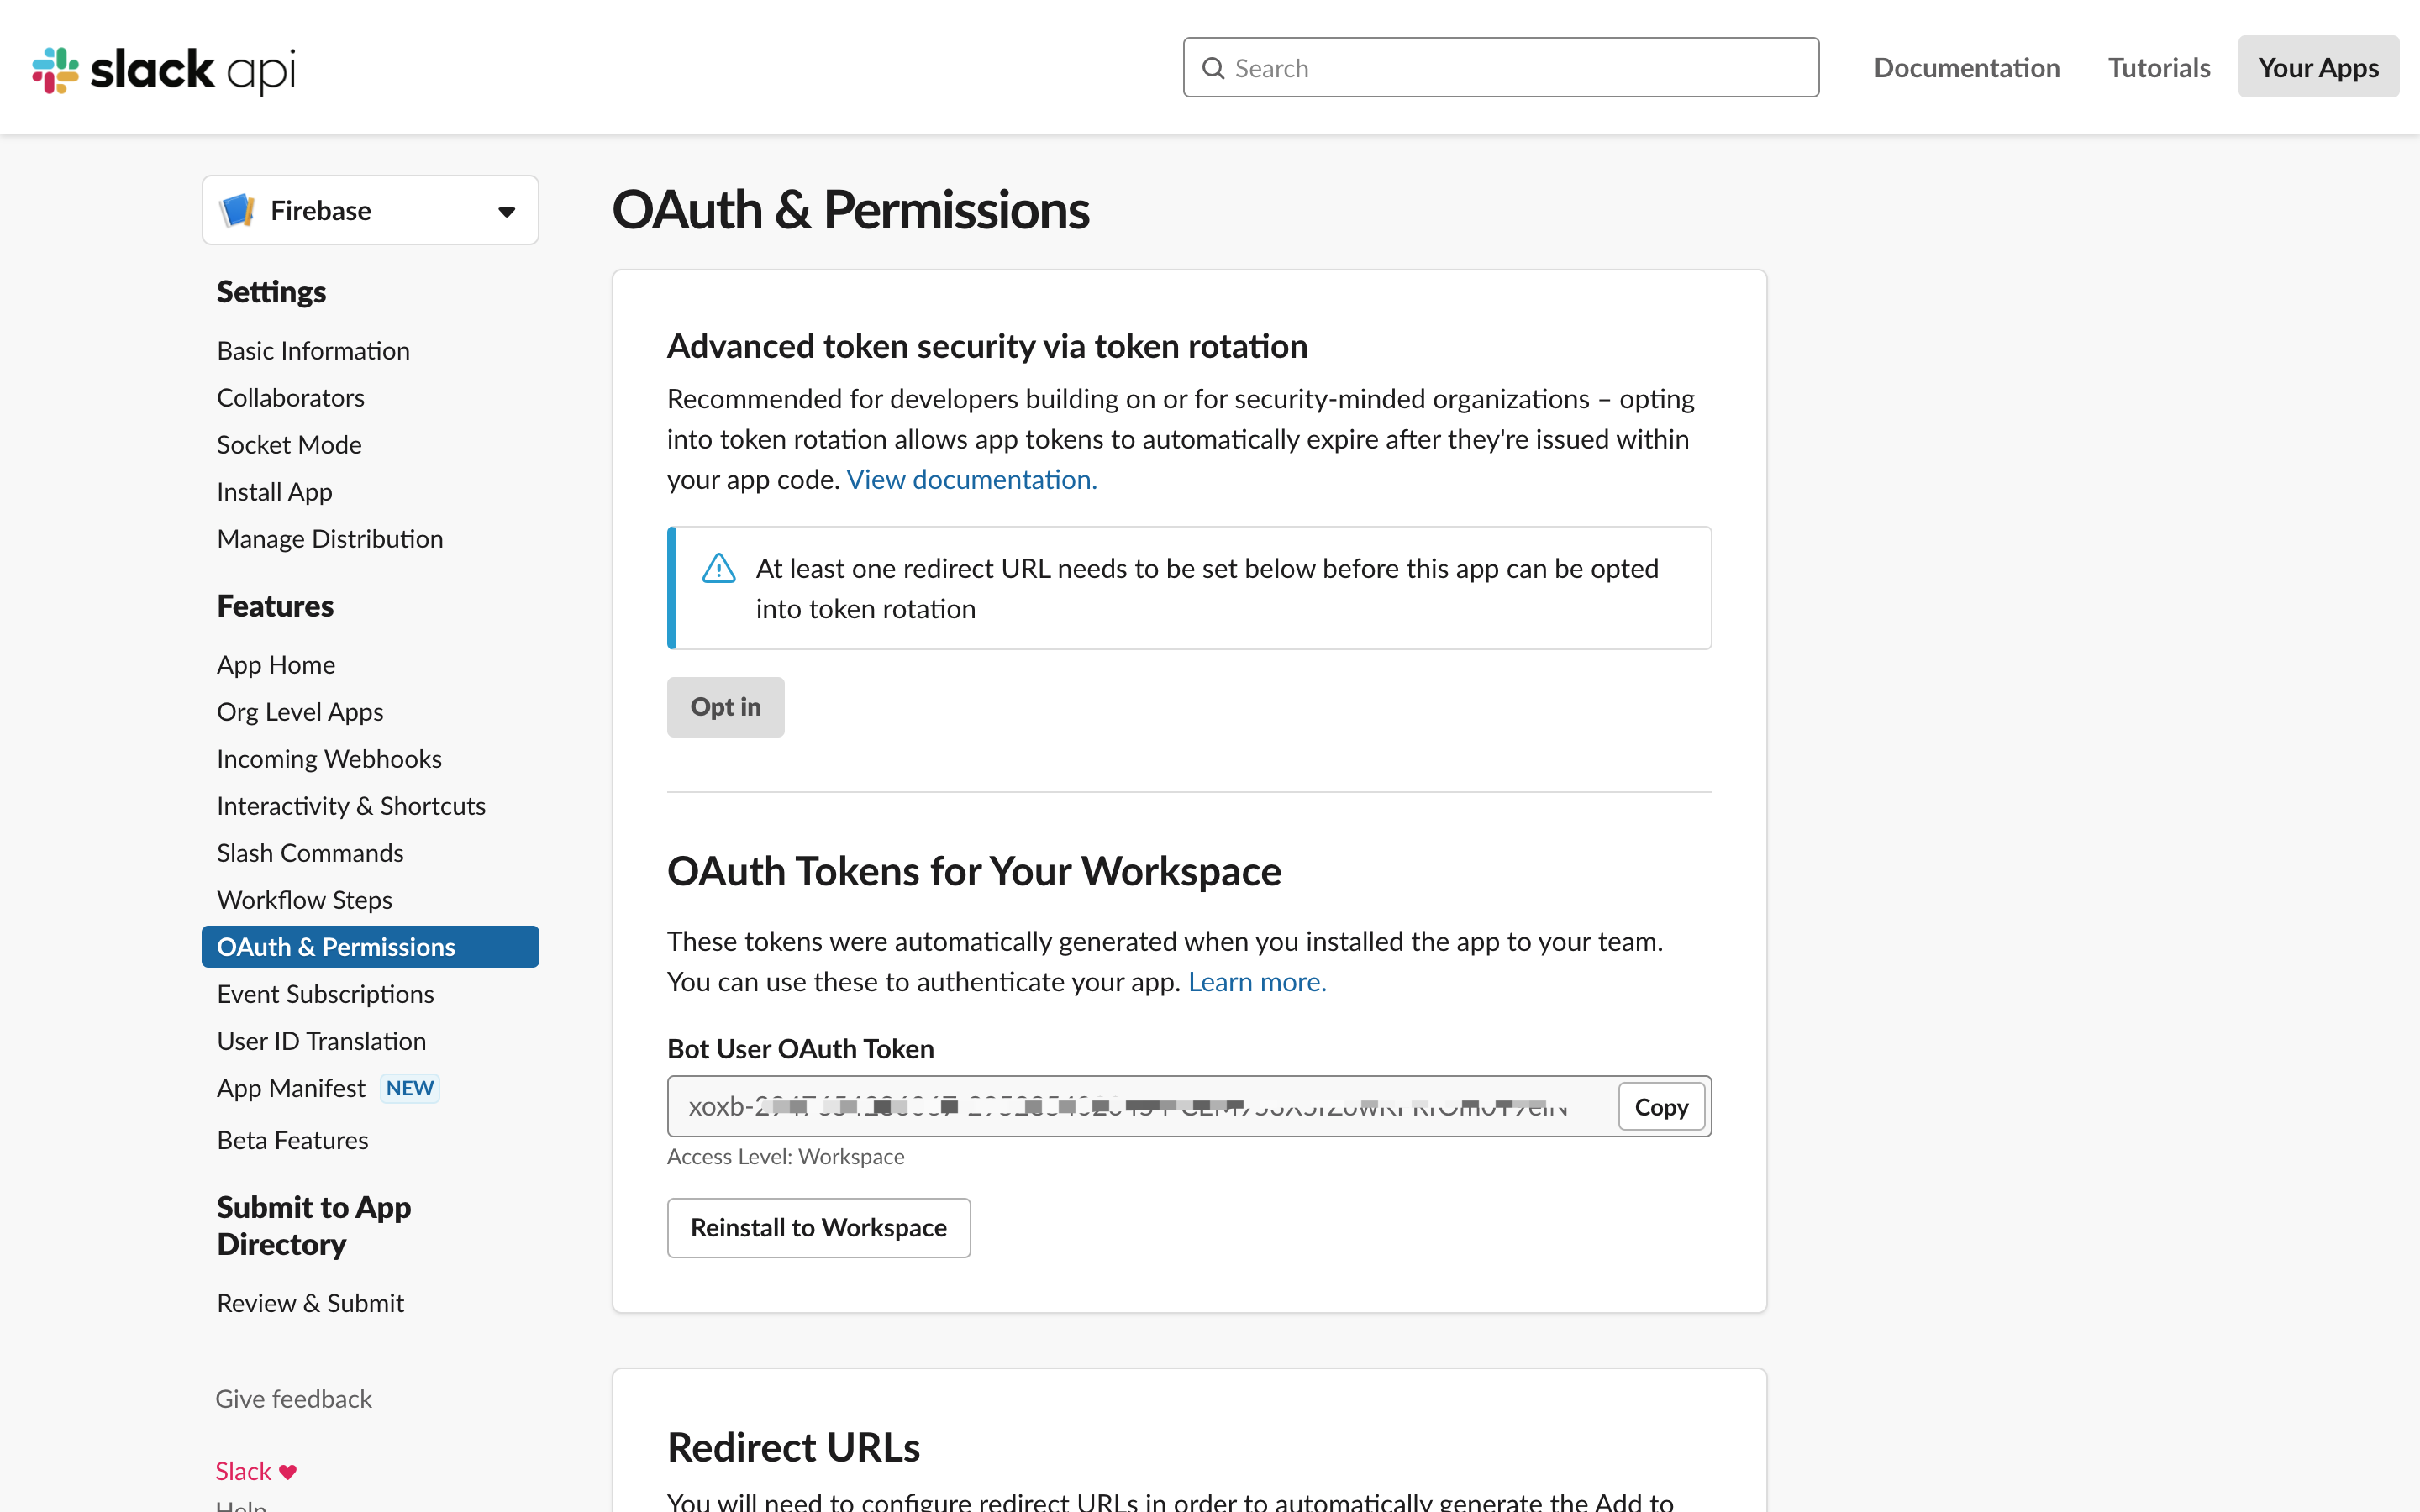 slack api
Search
Documentation
Tutorials
Your Apps
Firebase
Settings
Basic Information
Collaborators
Socket Mode
Install App
Manage Distribution
Features
App Home
Org Level Apps
Incoming Webhooks
Interactivity & Shortcuts
Slash Commands
Workflow Steps
OAuth & Permissions
Event Subscriptions
User ID Translation
App Manifest NEW
Beta Features
Submit to App
Directory
Review & Submit
Give feedback
Slack ♥
Help
OAuth & Permissions
Advanced token security via token rotation
Recommended for developers building on or for security-minded organizations – opting
into token rotation allows app tokens to automatically expire after they're issued within
your app code. View documentation.
At least one redirect URL needs to be set below before this app can be opted
into token rotation
Opt in
OAuth Tokens for Your Workspace
These tokens were automatically generated when you installed the app to your team.
You can use these to authenticate your app. Learn more.
Bot User OAuth Token
xoxb-
Copy
Access Level: Workspace
Reinstall to Workspace
Redirect URLs
You will need to configure redirect URLs in order to automatically generate the Add to